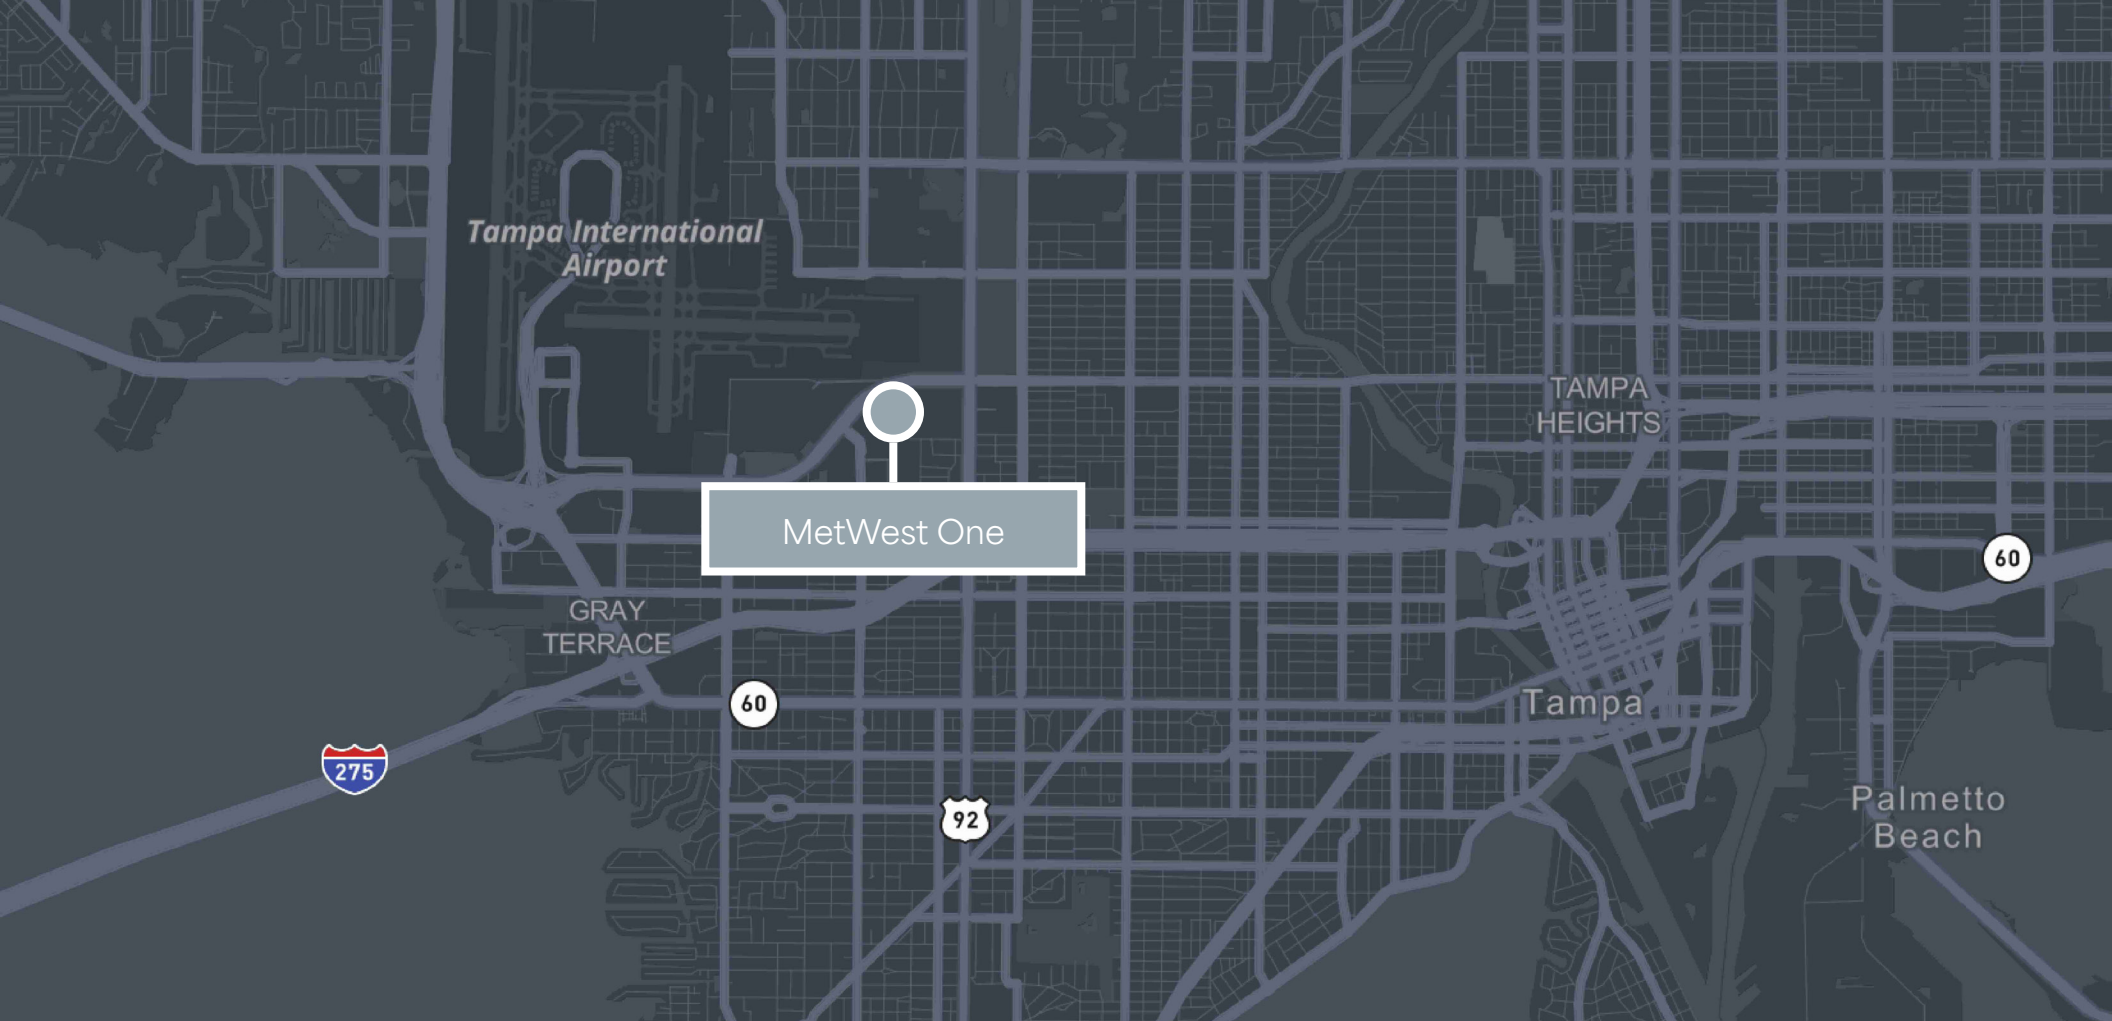 Tampa International
Airport
TAMPA
HEIGHTS
MetWest One
60
GRAY
TERRACE
60
Tampa
275
92
Palmetto
Beach